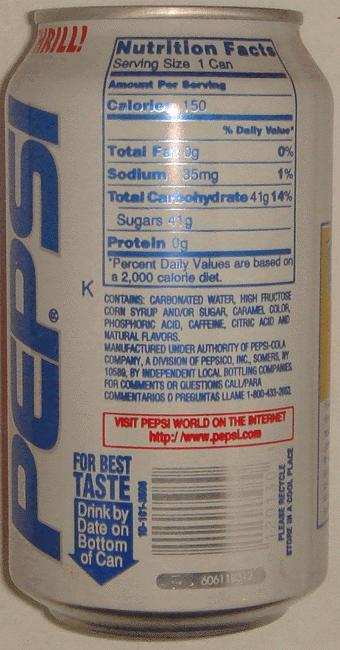 RILL!
PEPSI®
Nutrition Facts
Serving Size 1 Can
Amount Per Serving
Calories 150
% Daily Value*
Total Fat 0g 0%
Sodium 35mg 1%
Total Carbohydrate 41g 14%
Sugars 41g
Protein 0g
*Percent Daily Values are based on
a 2,000 calorie diet.
K
CONTAINS: CARBONATED WATER, HIGH FRUCTOSE
CORN SYRUP AND/OR SUGAR, CARAMEL COLOR,
PHOSPHORIC ACID, CAFFEINE, CITRIC ACID AND
NATURAL FLAVORS.
MANUFACTURED UNDER AUTHORITY OF PEPSI-COLA
COMPANY, A DIVISION OF PEPSICO, INC., SOMERS, NY
10589, BY INDEPENDENT LOCAL BOTTLING COMPANIES.
FOR COMMENTS OR QUESTIONS CALL/PARA
COMMENTARIOS O PREGUNTAS LLAME 1-800-433-2652.
VISIT PEPSI WORLD ON THE INTERNET
http://www.pepsi.com
FOR BEST
TASTE
Drink by
Date on
Bottom
of Can
PLEASE RECYCLE
STORE IN A COOL PLACE